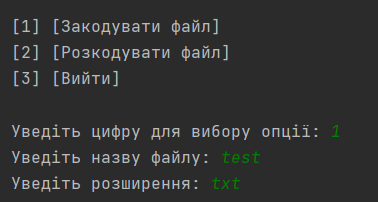 [1] [Закодувати файл]
[2] [Розкодувати файл]
[3] [Вийти]
Уведіть цифру для вибору опції: 1
Уведіть назву файлу: test
Уведіть розширення: txt